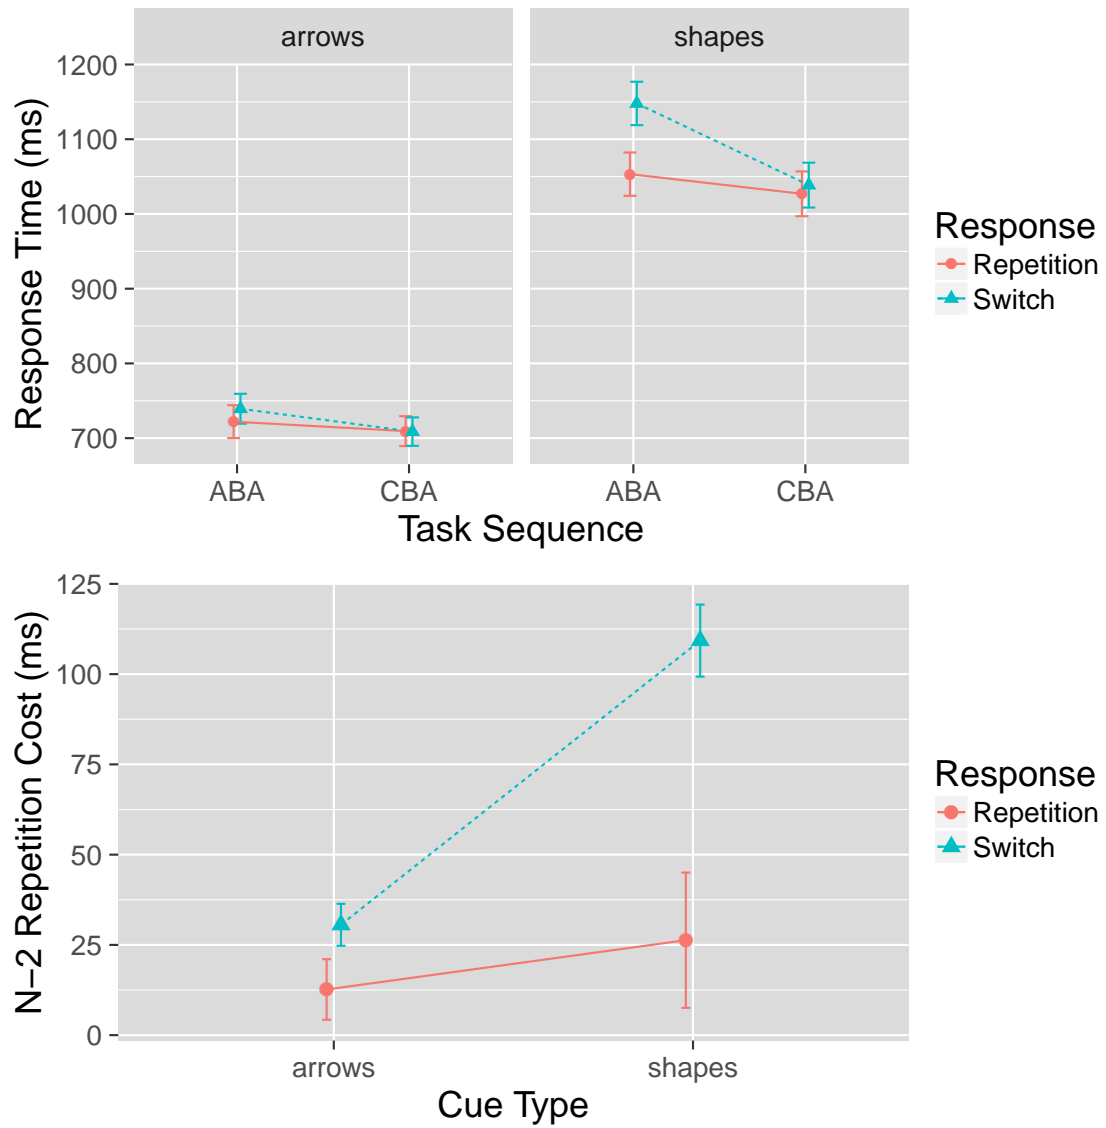 arrows
shapes
1200
1100
1000
900
800
700
Response Time (ms)
ABA
CBA
ABA
CBA
Task Sequence
Response
Repetition
Switch
125
100
75
50
25
0
N−2 Repetition Cost (ms)
arrows
shapes
Cue Type
Response
Repetition
Switch